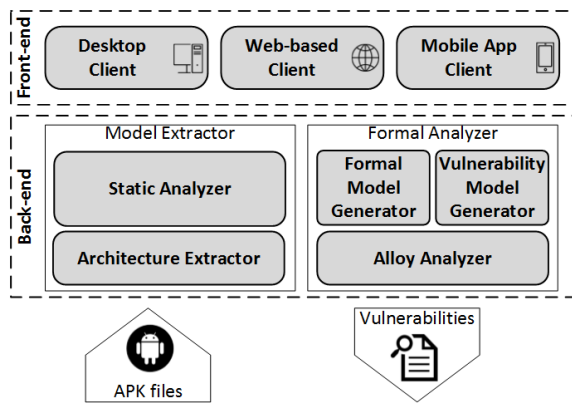 Front-end
Desktop
Client
Web-based
Client
Mobile App
Client
Back-end
Model Extractor
Static Analyzer
Architecture Extractor
Formal Analyzer
Formal
Model
Generator
Vulnerability
Model
Generator
Alloy Analyzer
APK files
Vulnerabilities